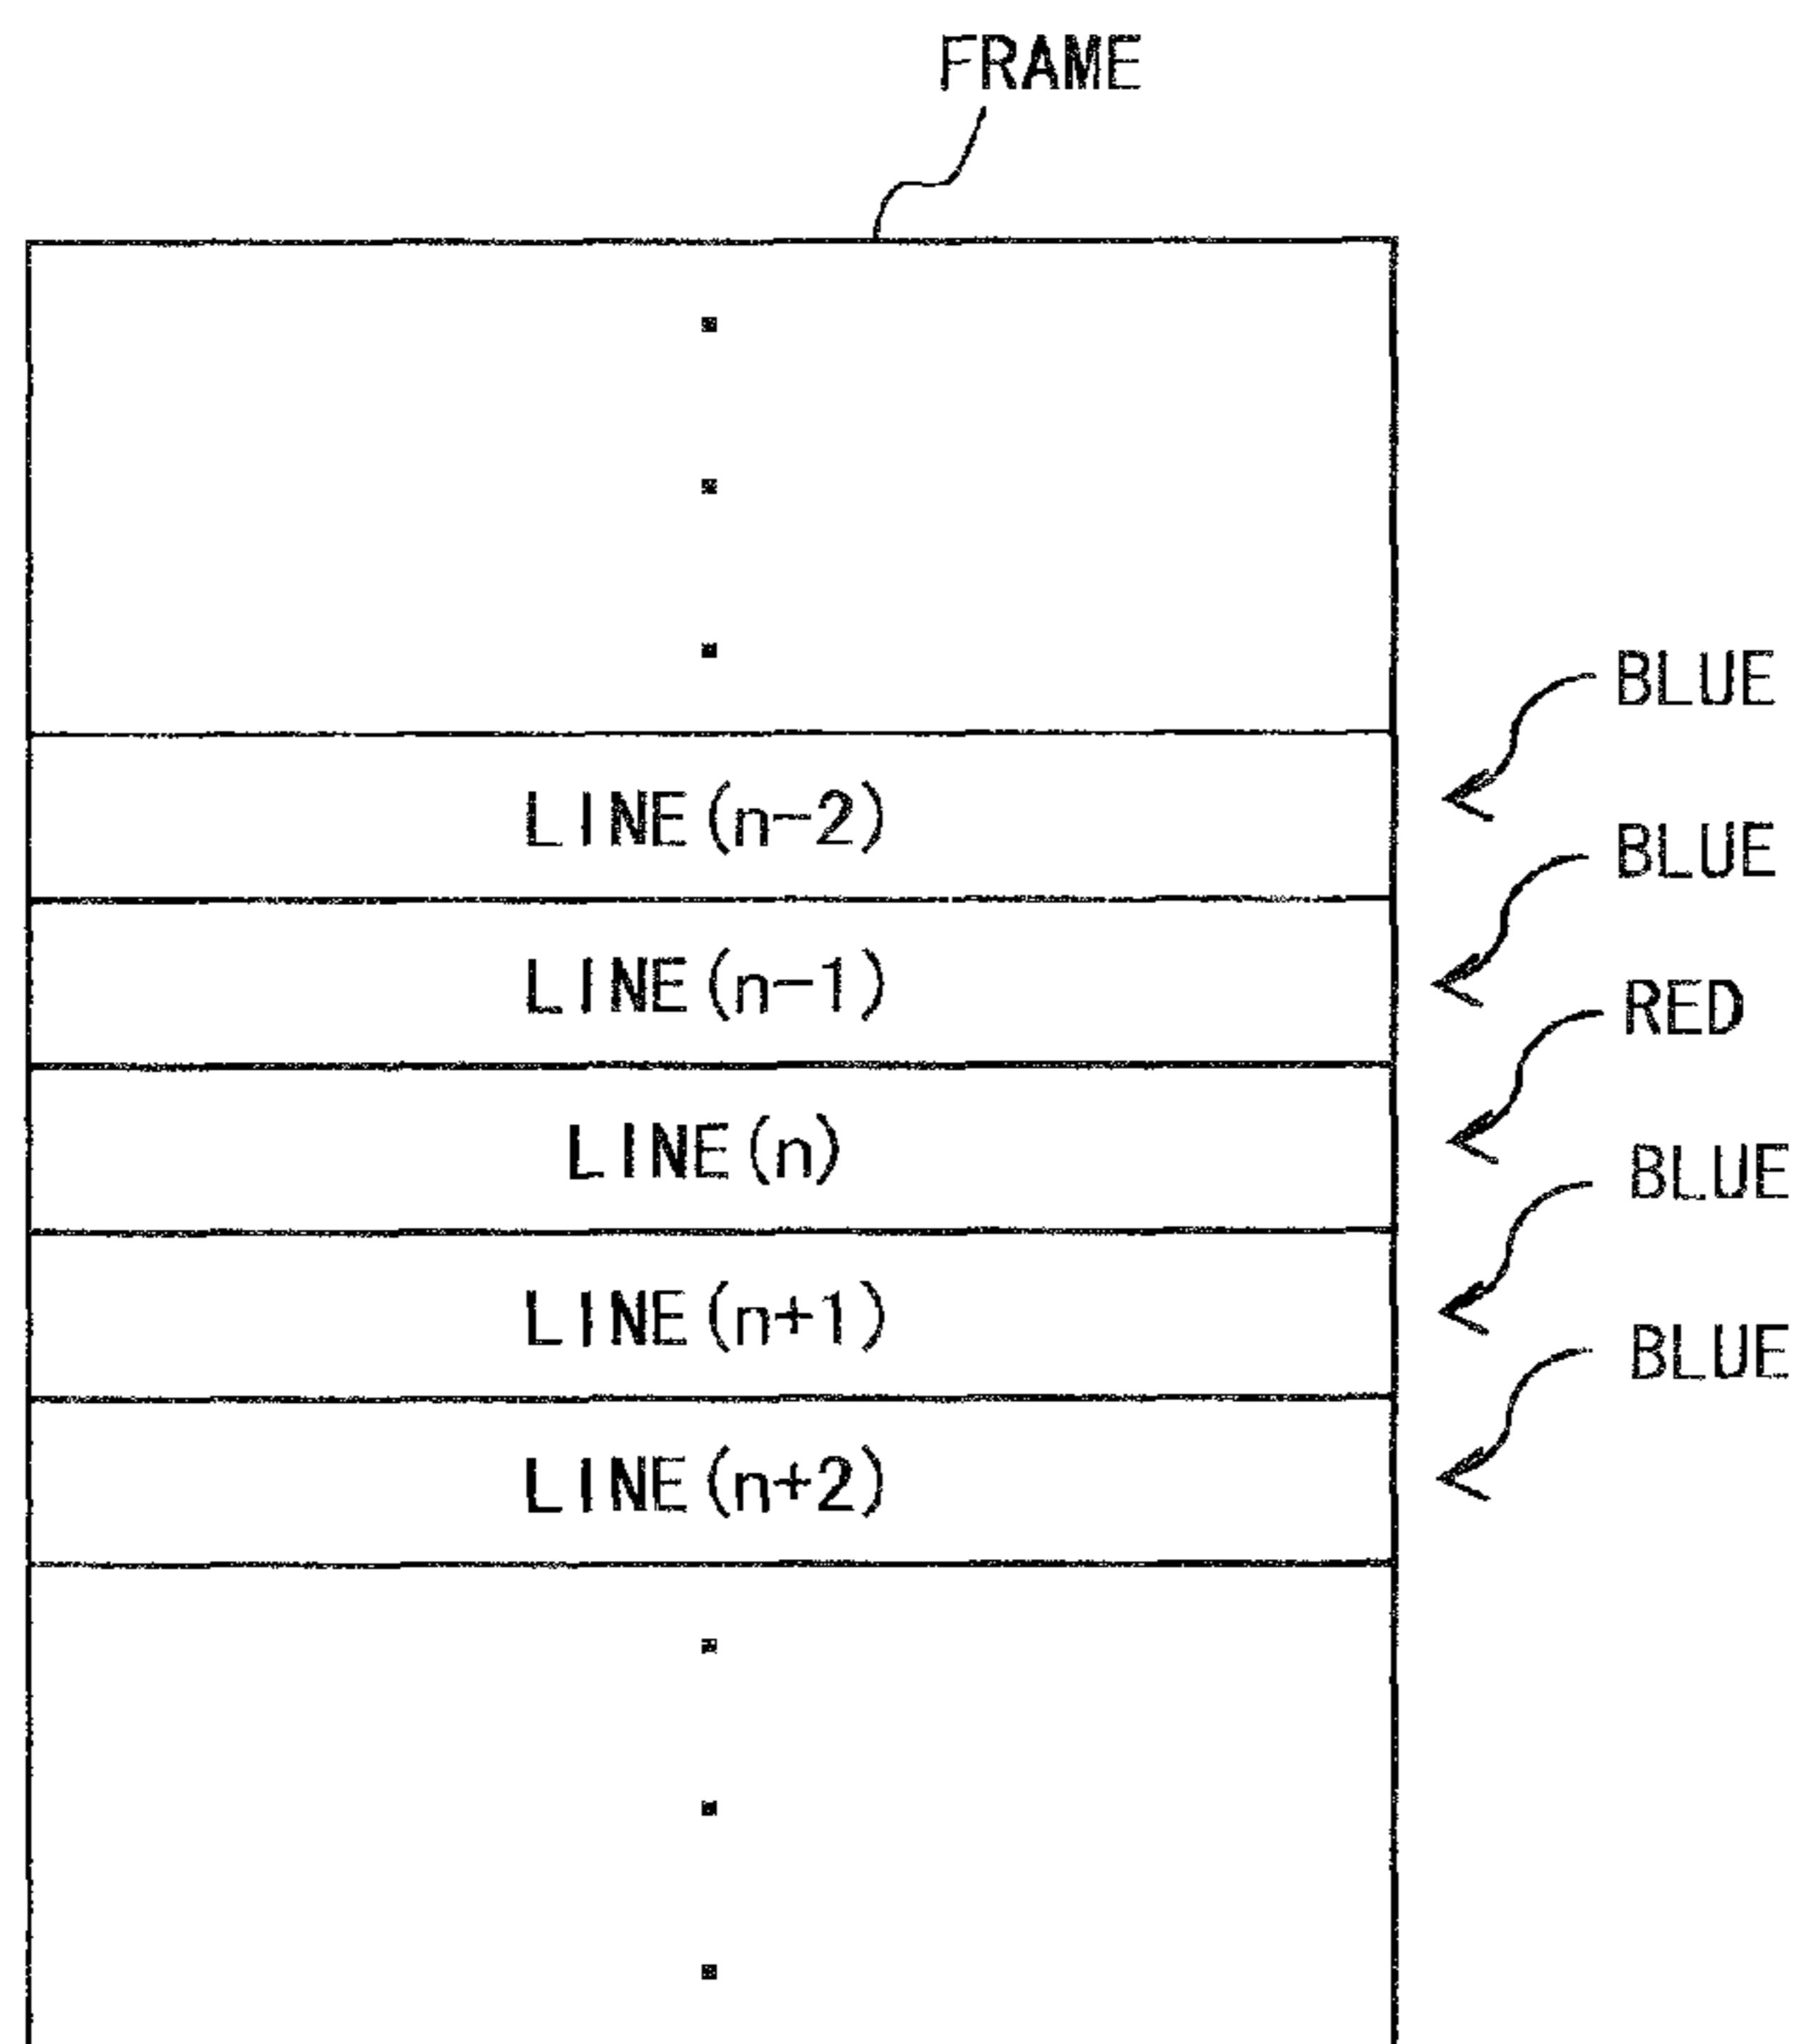 FRAME
BLUE
LINE(n-2)
BLUE
LINE(n-1)
RED
LINE(n)
BLUE
LINE(n+1)
BLUE
LINE(n+2)